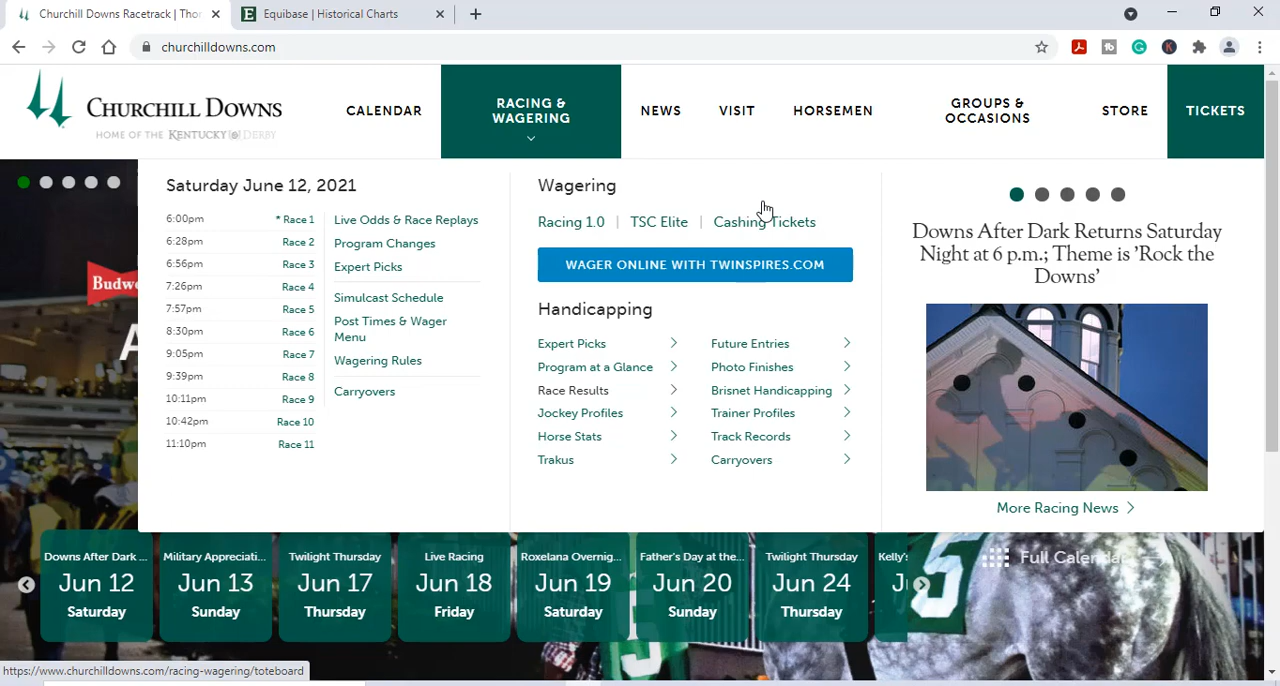 Churchill Downs Racetrack | Thor
Equibase | Historical Charts
churchilldowns.com
CHURCHILL DOWNS
HOME OF THE KENTUCKY DERBY
CALENDAR
RACING &
WAGERING
NEWS
VISIT
HORSEMEN
GROUPS &
OCCASIONS
STORE
TICKETS
Saturday June 12, 2021
6:00pm * Race 1
6:28pm Race 2
6:56pm Race 3
7:26pm Race 4
7:57pm Race 5
8:30pm Race 6
9:05pm Race 7
9:39pm Race 8
10:11pm Race 9
10:42pm Race 10
11:10pm Race 11
Live Odds & Race Replays
Program Changes
Expert Picks
Simulcast Schedule
Post Times & Wager
Menu
Wagering Rules
Carryovers
Wagering
Racing 1.0 | TSC Elite | Cashing Tickets
WAGER ONLINE WITH TWINSPIRES.COM
Handicapping
Expert Picks
Program at a Glance
Race Results
Jockey Profiles
Horse Stats
Trakus
Future Entries
Photo Finishes
Brisnet Handicapping
Trainer Profiles
Track Records
Carryovers
Downs After Dark Returns Saturday
Night at 6 p.m.; Theme is 'Rock the
Downs'
More Racing News
Budw
A
Downs After Dark ...
Jun 12
Saturday
Military Appreciati...
Jun 13
Sunday
Twilight Thursday
Jun 17
Thursday
Live Racing
Jun 18
Friday
Roxelana Overnig...
Jun 19
Saturday
Father's Day at the...
Jun 20
Sunday
Twilight Thursday
Jun 24
Thursday
Kelly's
Full Calendar
https://www.churchilldowns.com/racing-wagering/toteboard